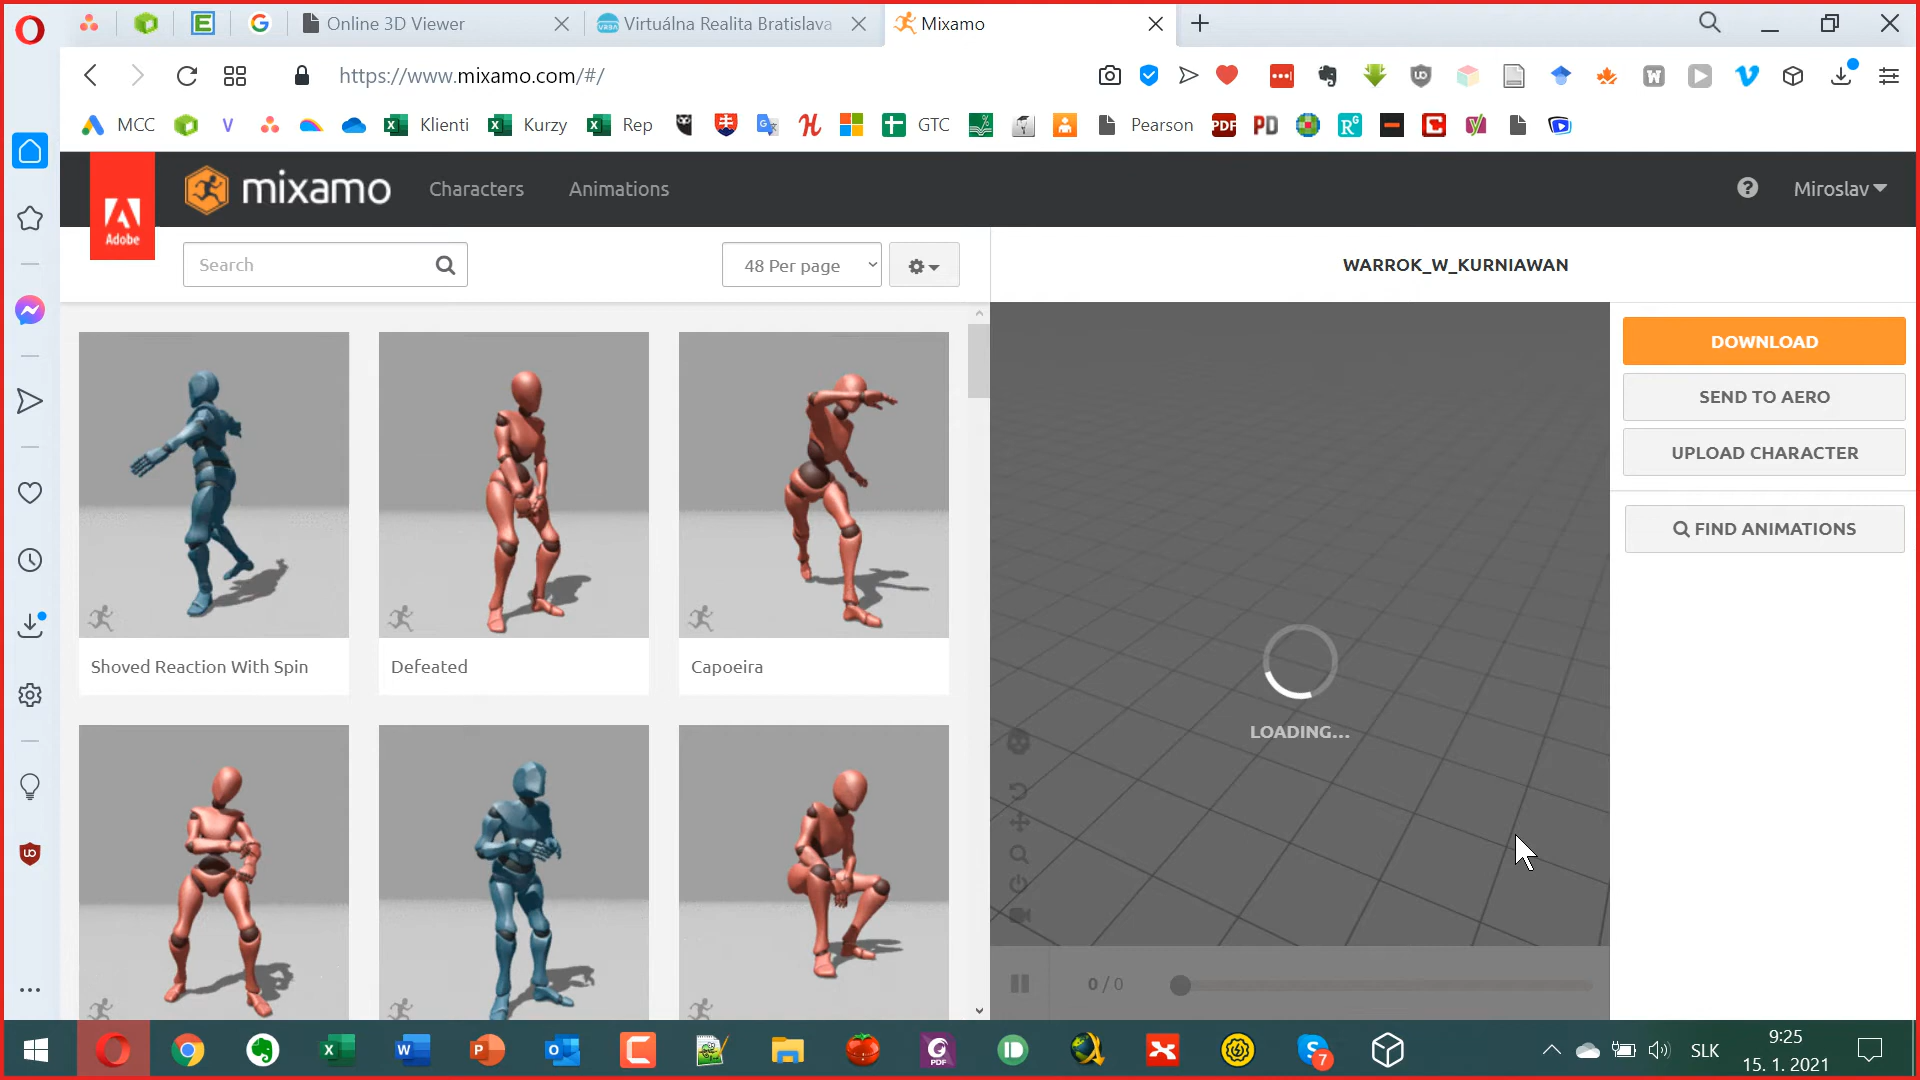 Online 3D Viewer
Virtuálna Realita Bratislava
Mixamo
https://www.mixamo.com/#/
MCC
Klienti
Kurzy
Rep
GTC
Pearson
Adobe
mixamo
Characters
Animations
Miroslav
Search
48 Per page
WARROK_W_KURNIAWAN
DOWNLOAD
SEND TO AERO
UPLOAD CHARACTER
FIND ANIMATIONS
Shoved Reaction With Spin
Defeated
Capoeira
LOADING...
0 / 0
SLK
9:25
15. 1. 2021
7